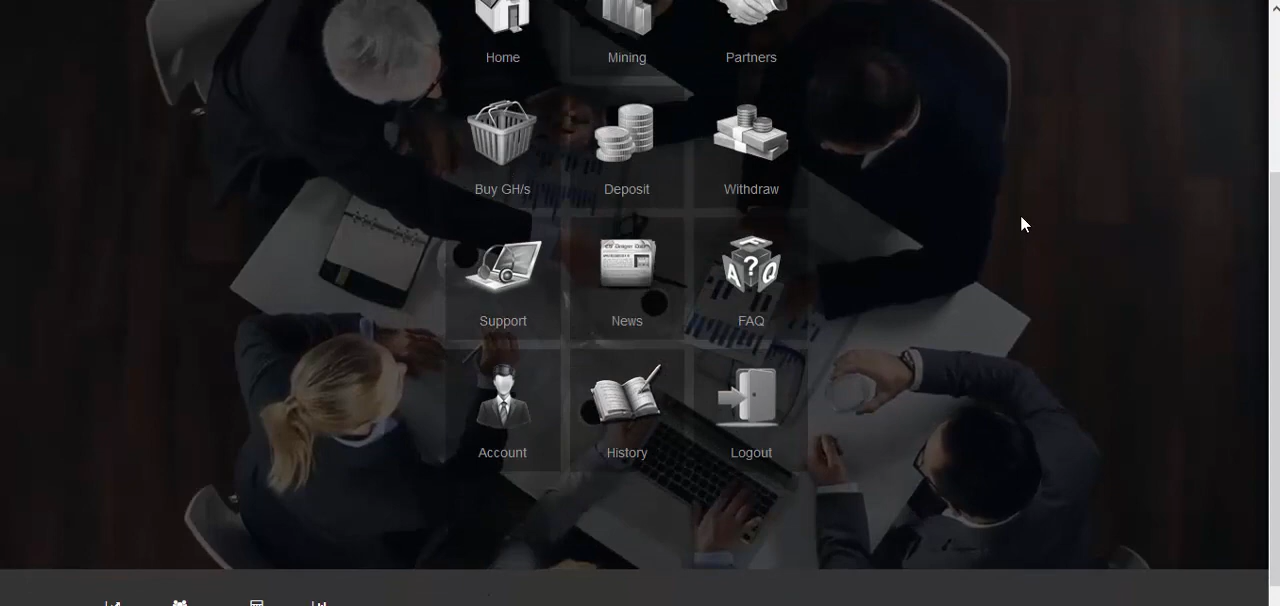 Home Mining Partners
Buy GH/s Deposit Withdraw
F
A ? Q
Support News FAQ
Account History Logout